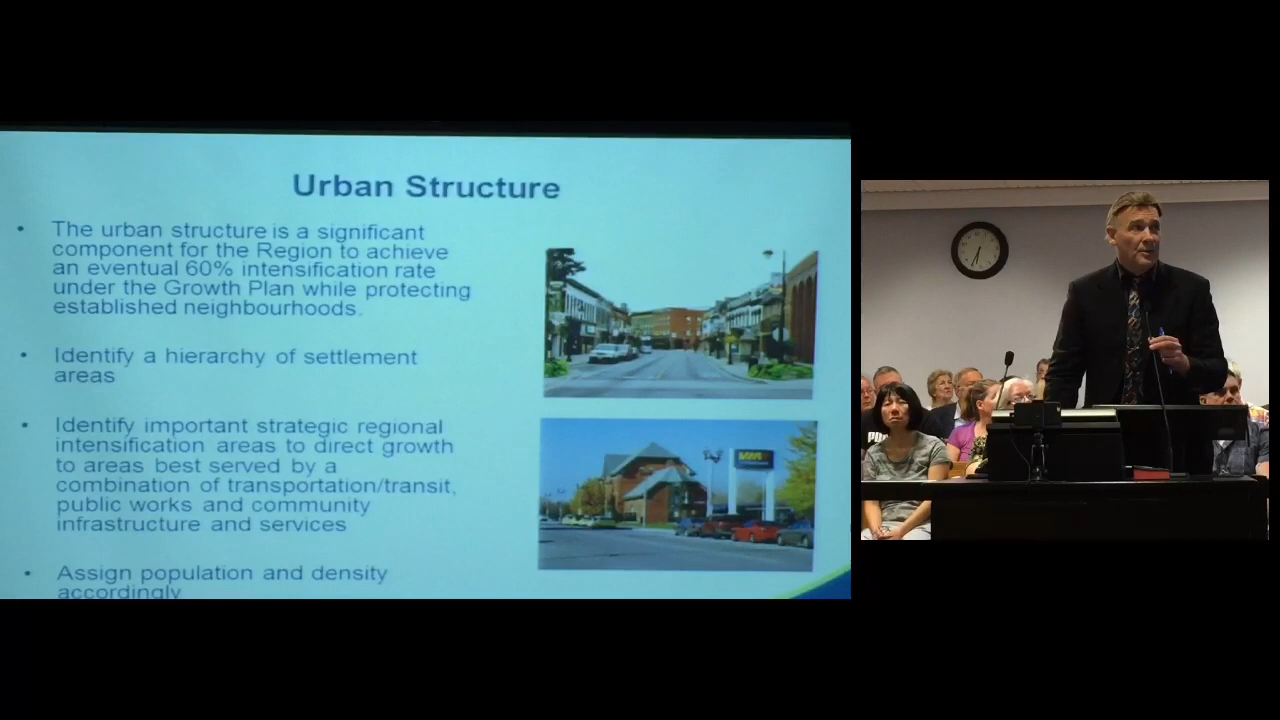 Urban Structure
• The urban structure is a significant
component for the Region to achieve
an eventual 60% intensification rate
under the Growth Plan while protecting
established neighbourhoods.
• Identify a hierarchy of settlement
areas
• Identify important strategic regional
intensification areas to direct growth
to areas best served by a
combination of transportation/transit,
public works and community
infrastructure and services
• Assign population and density
accordingly
VIA
PO